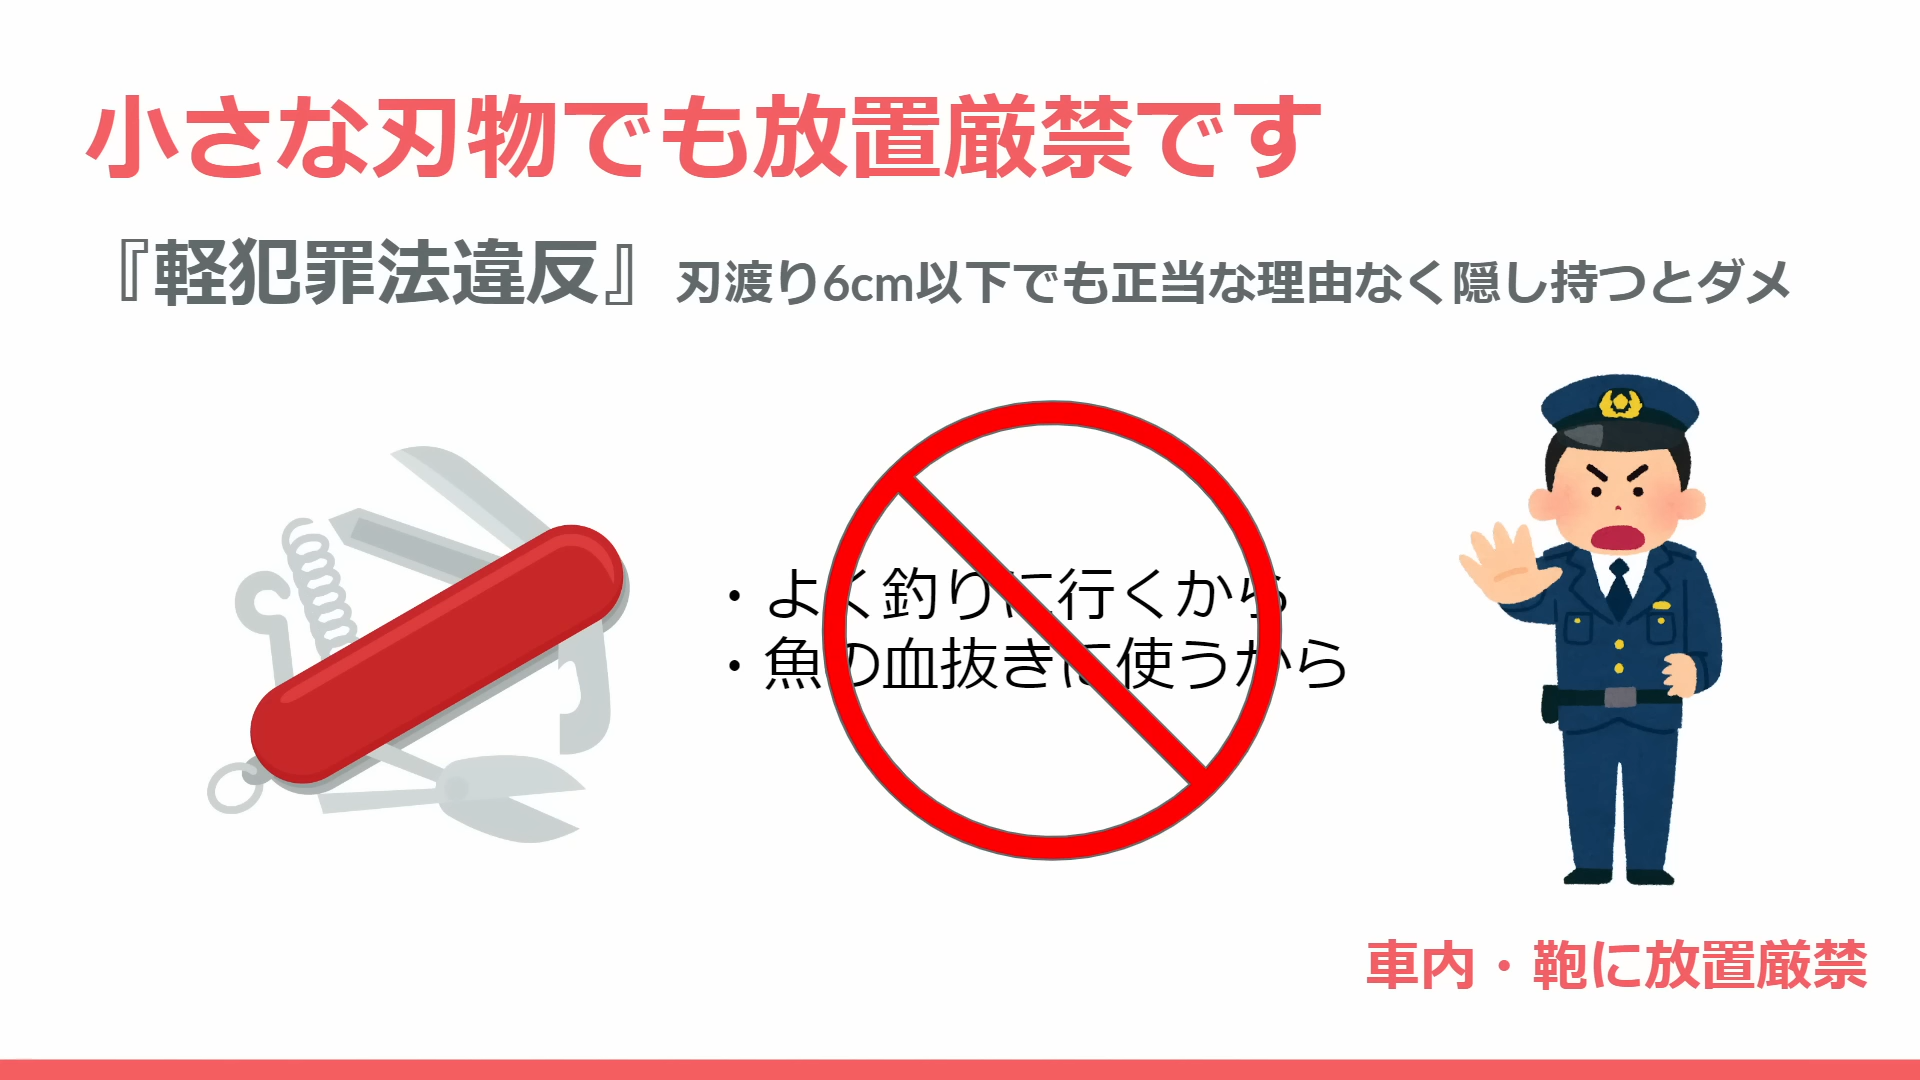 小さな刃物でも放置厳禁です
『軽犯罪法違反』 刃渡り6cm以下でも正当な理由なく隠し持つとダメ
・よく釣りに行くから
・魚の血抜きに使うから
車内・鞄に放置厳禁